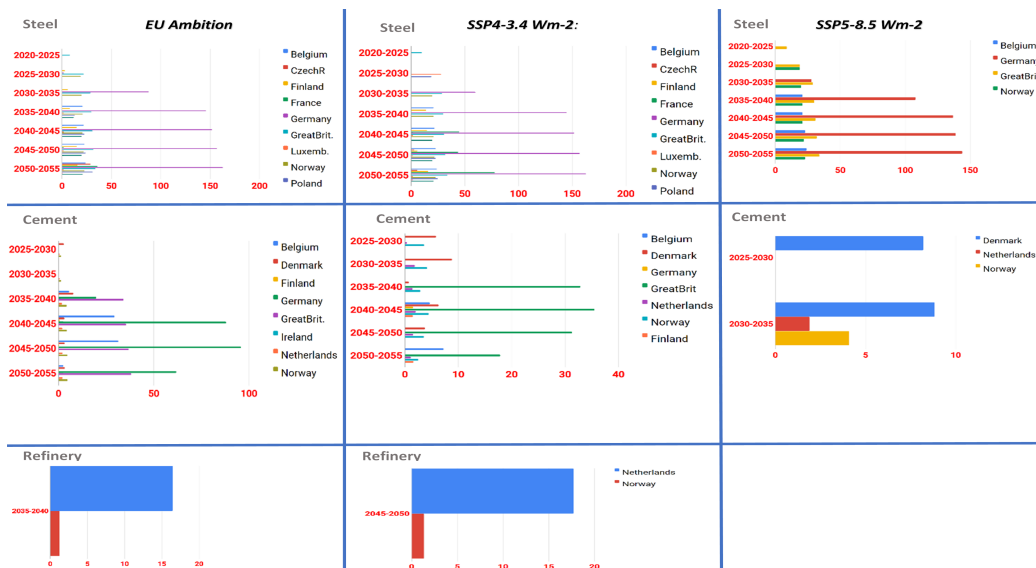 Steel
EU Ambition
2020-2025
2025-2030
2030-2035
2035-2040
2040-2045
2045-2050
2050-2055
0
50
100
150
200
Belgium
CzechR
Finland
France
Germany
GreatBrit.
Luxemb.
Norway
Poland
Steel
SSP4-3.4 Wm-2:
2020-2025
2025-2030
2030-2035
2035-2040
2040-2045
2045-2050
2050-2055
0
50
100
150
200
Belgium
CzechR
Finland
France
Germany
GreatBrit.
Luxemb.
Norway
Poland
Steel
SSP5-8.5 Wm-2
2020-2025
2025-2030
2030-2035
2035-2040
2040-2045
2045-2050
2050-2055
0
50
100
150
Belgium
Germany
GreatBrit
Norway
Cement
2025-2030
2030-2035
2035-2040
2040-2045
2045-2050
2050-2055
0
50
100
Belgium
Denmark
Finland
Germany
GreatBrit.
Ireland
Netherlands
Norway
Cement
2025-2030
2030-2035
2035-2040
2040-2045
2045-2050
2050-2055
0
10
20
30
40
Belgium
Denmark
Germany
GreatBrit
Netherlands
Norway
Finland
Cement
2025-2030
2030-2035
0
5
10
Denmark
Netherlands
Norway
Refinery
2035-2040
0
5
10
15
20
Refinery
2045-2050
0
5
10
15
20
Netherlands
Norway